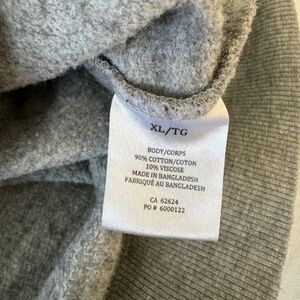 XL/TG
BODY/CORPS
90% COTTON/COTON
10% VISCOSE
MADE IN BANGLADESH
FABRIQUÉ AU BANGLADESH
CA 62624
PO # 6000122